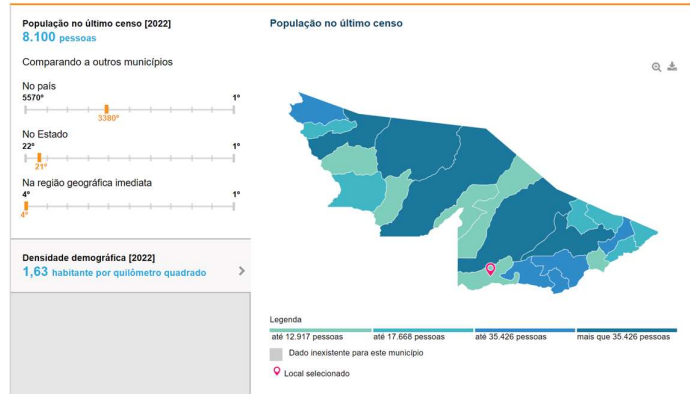 População no último censo [2022]
8.100 pessoas
Comparando a outros municípios
No país
5570º 1º
3380º
No Estado
22º 1º
21º
Na região geográfica imediata
4º 1º
4º
Densidade demográfica [2022]
1,63 habitante por quilômetro quadrado
População no último censo
Legenda
até 12.917 pessoas até 17.668 pessoas até 35.426 pessoas mais que 35.426 pessoas
Dado inexistente para este município
Local selecionado